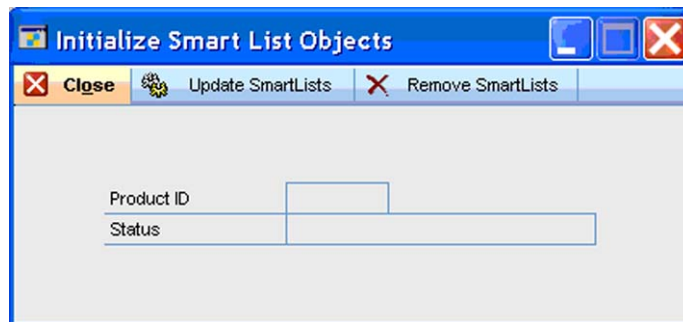 Initialize Smart List Objects
Close Update SmartLists Remove SmartLists
Product ID
Status